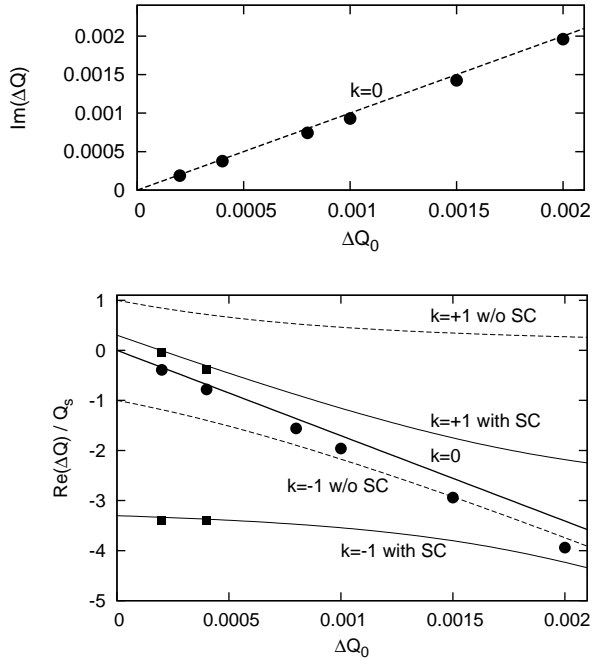 0.002
0.0015
0.001
0.0005
0
Im(ΔQ)
k=0
0 0.0005 0.001 0.0015 0.002
ΔQ0
1
0
-1
-2
-3
-4
-5
Re(ΔQ) / Qs
k=+1 w/o SC
k=+1 with SC
k=0
k=-1 w/o SC
k=-1 with SC
0 0.0005 0.001 0.0015 0.002
ΔQ0